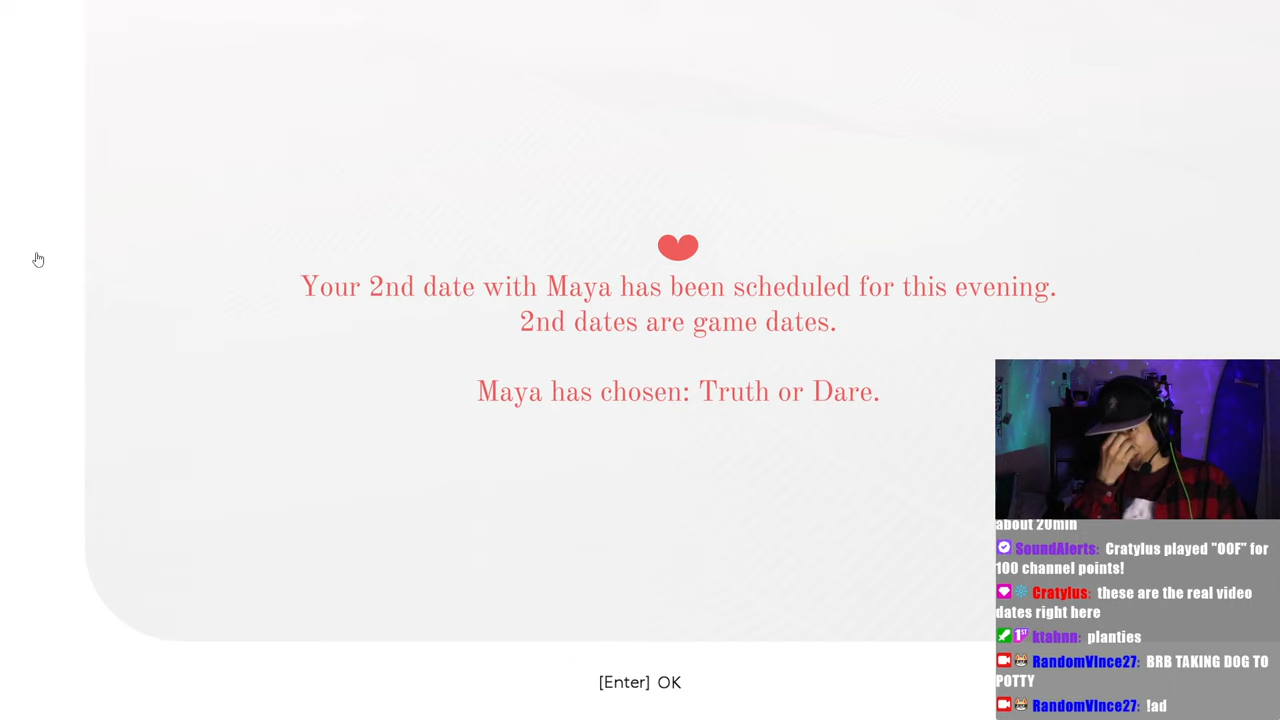 Your 2nd date with Maya has been scheduled for this evening.
2nd dates are game dates.
Maya has chosen: Truth or Dare.
about 20min
SoundAlerts: Cratylus played "OOF" for
100 channel points!
Cratylus: these are the real video
dates right here
ktahnn: planties
RandomVInce27: BRB TAKING DOG TO
POTTY
RandomVInce27: !ad
[Enter] OK